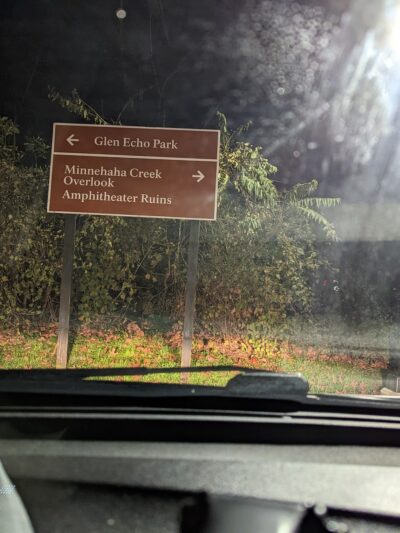 ← Glen Echo Park
Minnehaha Creek →
Overlook
Amphitheater Ruins